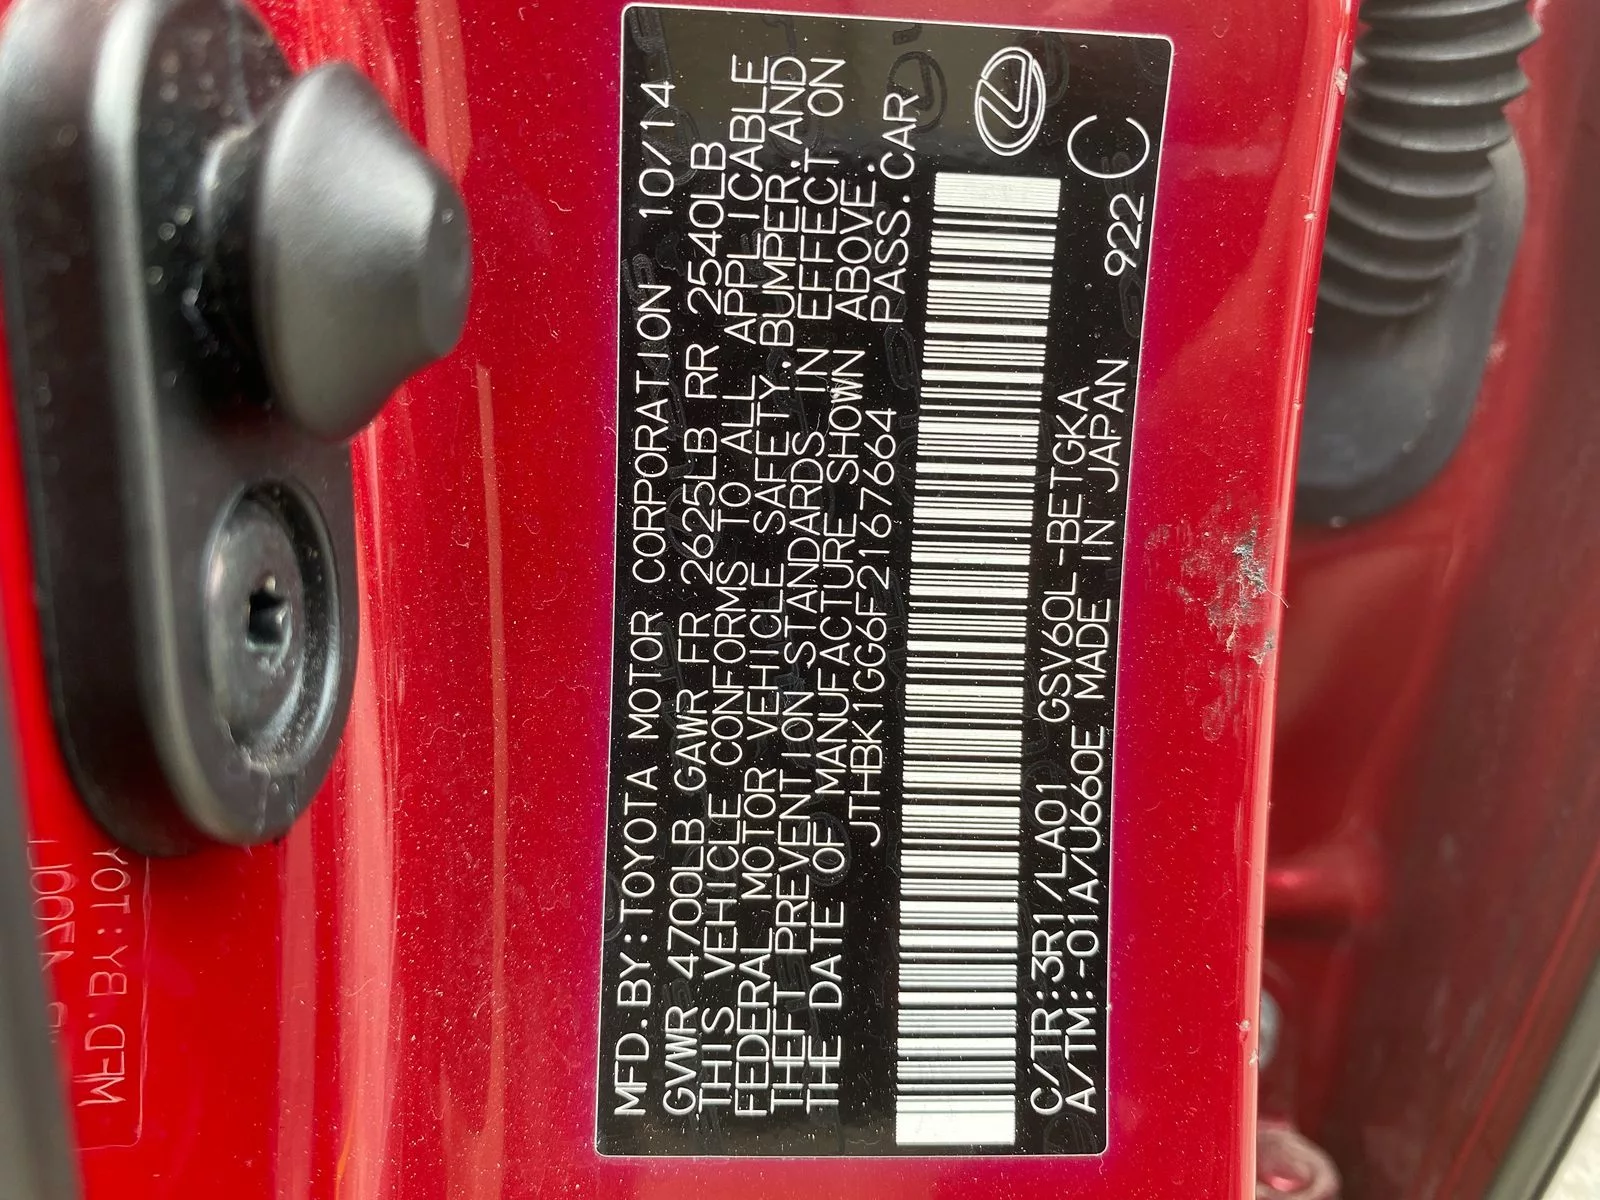 MFD.BY:TOYOTA MOTOR CORPORATION 10/14
GVWR 4700LB GAWR FR 2625LB RR 2540LB
THIS VEHICLE CONFORMS TO ALL APPLICABLE
FEDERAL MOTOR VEHICLE SAFETY,BUMPER,AND
THEFT PREVENTION STANDARDS IN EFFECT ON
THE DATE OF MANUFACTURE SHOWN ABOVE.
JTHBK1GG6F2167664 PASS.CAR
C/TR:3R1/LA01 GSV60L-BETGKA
A/TM:-01A/U660E MADE IN JAPAN
922 C